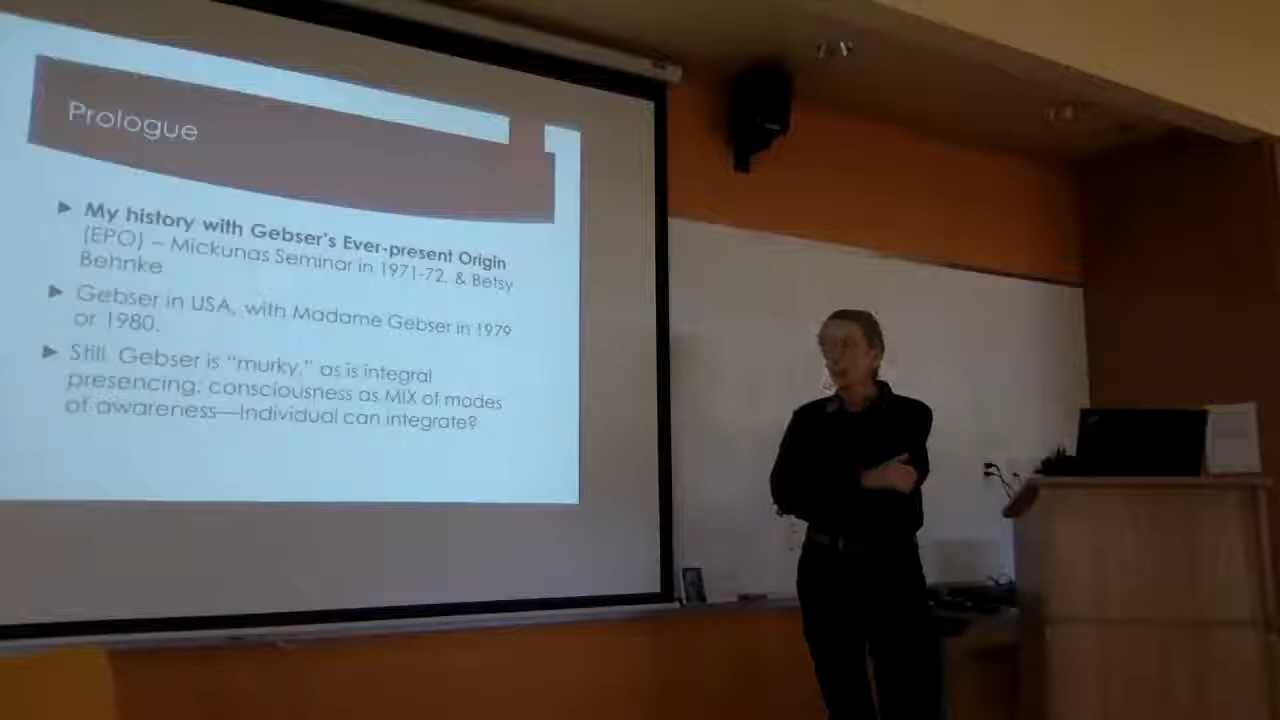 Prologue
My history with Gebser's Ever-present Origin
(EPO) – Mickunas Seminar in 1971-72. & Betsy
Behnke
Gebser in USA, with Madame Gebser in 1979
or 1980.
Still, Gebser is “murky,” as is integral
presencing; consciousness as MIX of modes
of awareness—Individual can integrate?